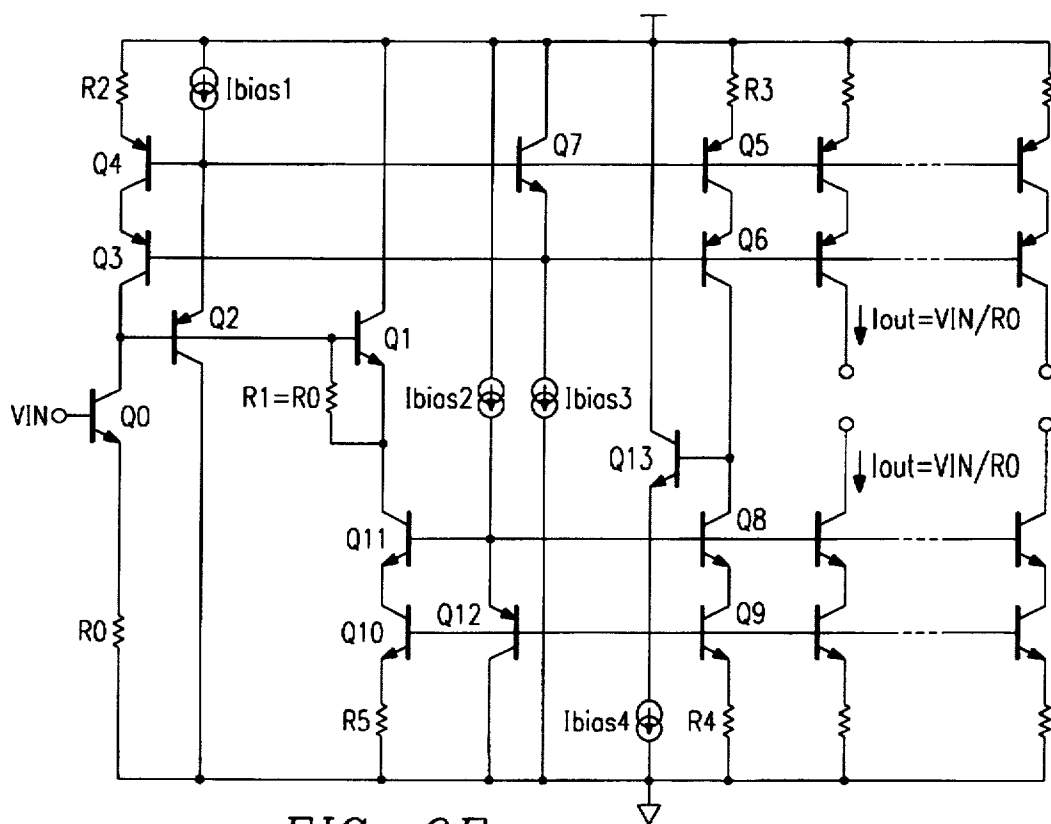 R2
Ibias1
R3
Q4
Q7
Q5
Q3
Q6
Q2
Q1
Iout=VIN/R0
R1=R0
Ibias2
Ibias3
VIN
Q0
Q13
Iout=VIN/R0
Q11
Q8
R0
Q10
Q12
Q9
R5
Ibias4
R4